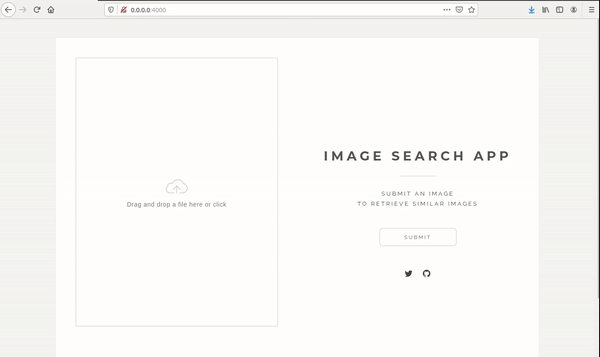 0.0.0.0:4000
Drag and drop a file here or click
IMAGE SEARCH APP
SUBMIT AN IMAGE
TO RETRIEVE SIMILAR IMAGES
SUBMIT